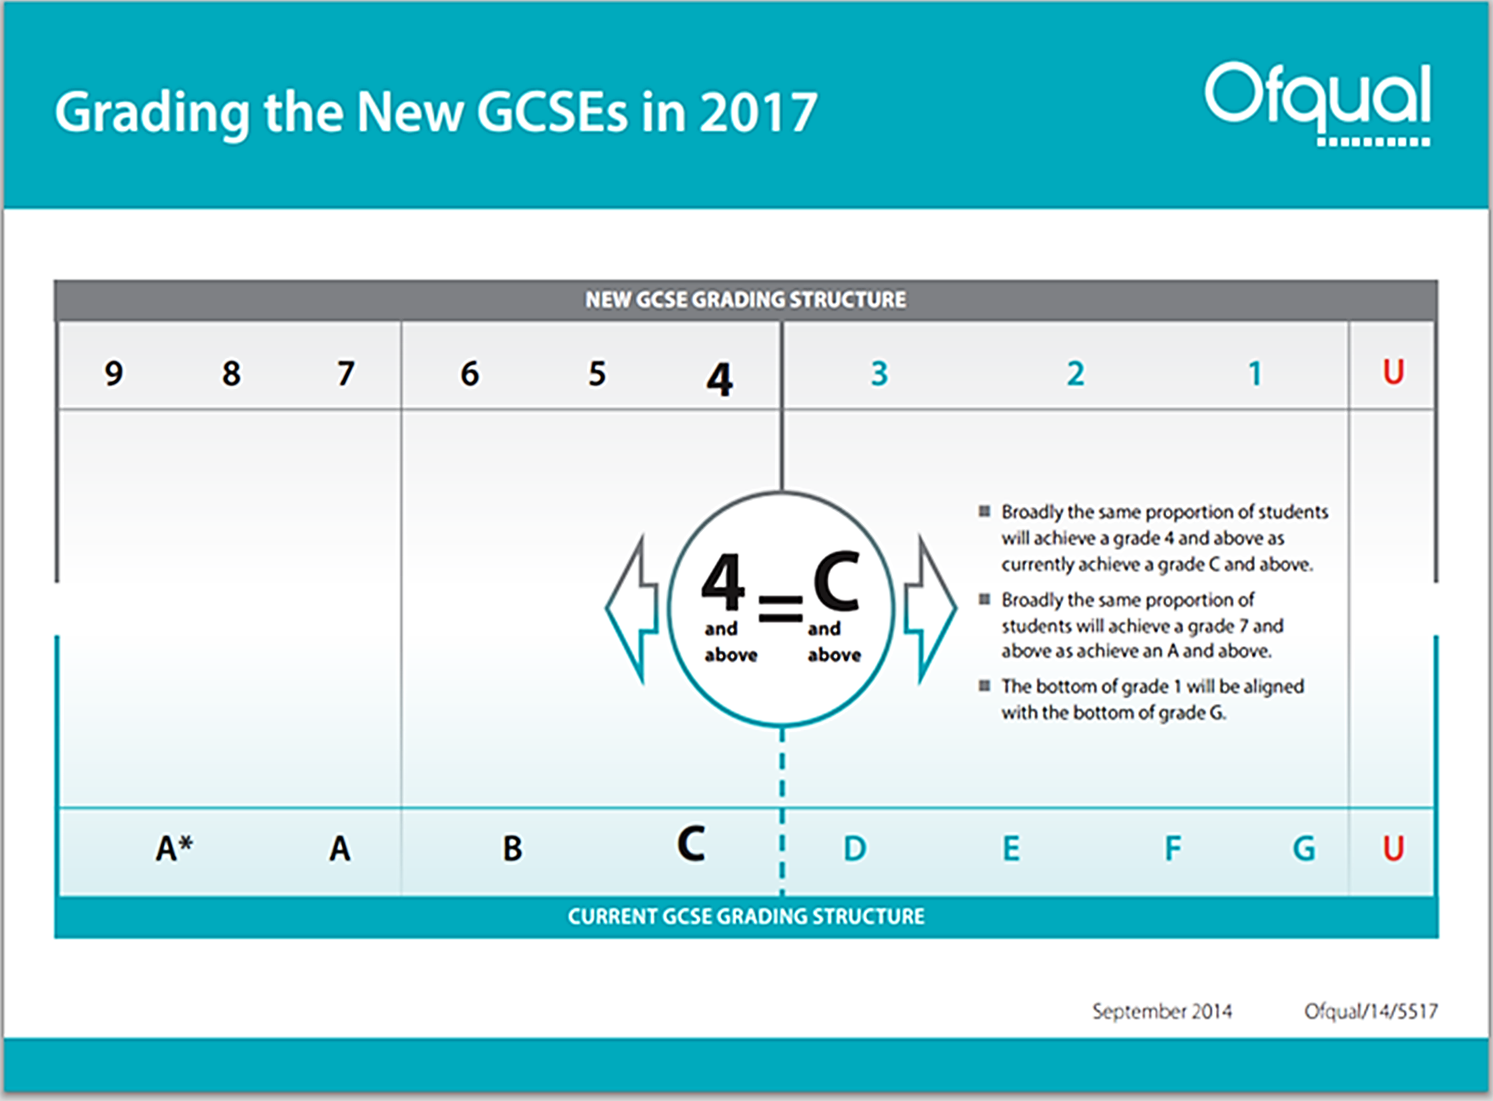 Grading the New GCSEs in 2017
Ofqual
NEW GCSE GRADING STRUCTURE
9 8 7 6 5 4 3 2 1 U
4 = C
and and
above above
Broadly the same proportion of students
will achieve a grade 4 and above as
currently achieve a grade C and above.
Broadly the same proportion of
students will achieve a grade 7 and
above as achieve an A and above.
The bottom of grade 1 will be aligned
with the bottom of grade G.
A* A B C D E F G U
CURRENT GCSE GRADING STRUCTURE
September 2014 Ofqual/14/5517